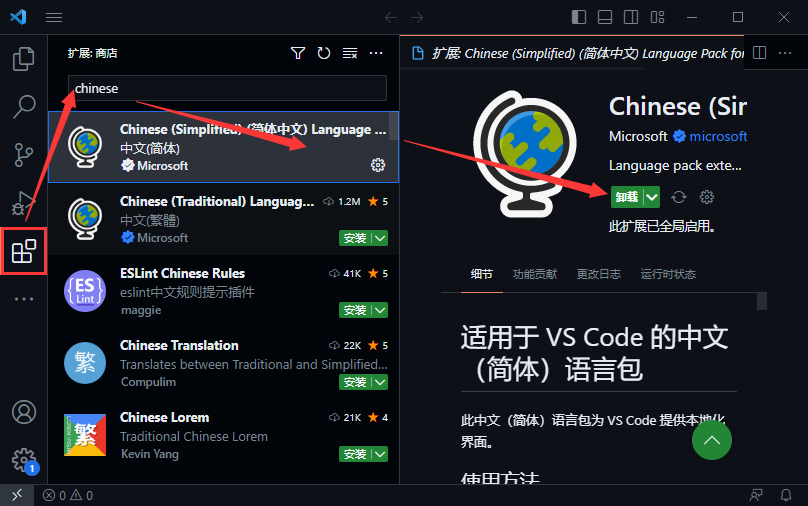 扩展: 商店
扩展: Chinese (Simplified) (简体中文) Language Pack for
chinese
Chinese (Simplified) (简体中文) Language ...
中文(简体)
Microsoft
Chinese (Traditional) Languag... 1.2M 5
中文(繁體)
Microsoft 安装
ES Lint
ESLint Chinese Rules 41K 5
eslint中文规则提示插件
maggie 安装
繁
Chinese Translation 22K 5
Translates between Traditional and Simplified...
Compulim 安装
繁
Chinese Lorem 21K 4
Traditional Chinese Lorem
Kevin Yang 安装
Chinese (Sir
Microsoft microsoft
Language pack exte...
卸载
此扩展已全局启用。
细节 功能贡献 更改日志 运行时状态
适用于 VS Code 的中文
（简体）语言包
此中文（简体）语言包为 VS Code 提供本地化
界面。
使用方法
1
0 0